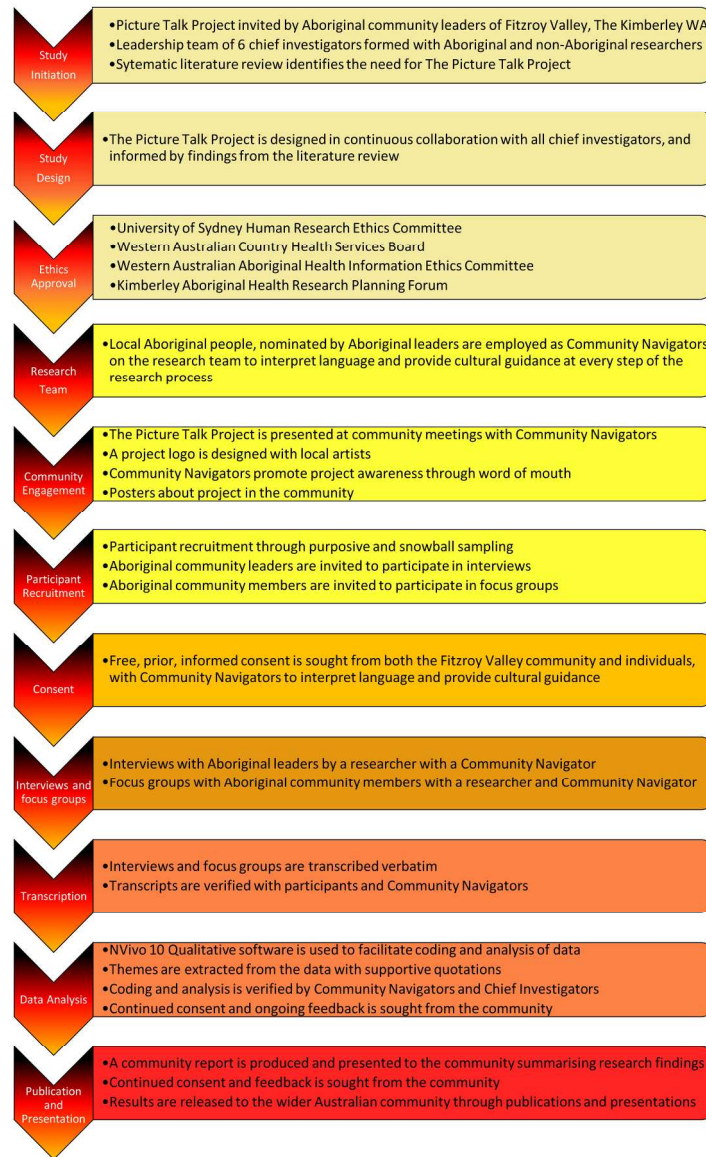 Study
Initiation
•Picture Talk Project invited by Aboriginal community leaders of Fitzroy Valley, The Kimberley WA
•Leadership team of 6 chief investigators formed with Aboriginal and non-Aboriginal researchers
•Sytematic literature review identifies the need for The Picture Talk Project
Study
Design
•The Picture Talk Project is designed in continuous collaboration with all chief investigators, and
informed by findings from the literature review
Ethics
Approval
•University of Sydney Human Research Ethics Committee
•Western Australian Country Health Services Board
•Western Australian Aboriginal Health Information Ethics Committee
•Kimberley Aboriginal Health Research Planning Forum
Research
Team
•Local Aboriginal people, nominated by Aboriginal leaders are employed as Community Navigators
on the research team to interpret language and provide cultural guidance at every step of the
research process
Community
Engagement
•The Picture Talk Project is presented at community meetings with Community Navigators
•A project logo is designed with local artists
•Community Navigators promote project awareness through word of mouth
•Posters about project in the community
Participant
Recruitment
•Participant recruitment through purposive and snowball sampling
•Aboriginal community leaders are invited to participate in interviews
•Aboriginal community members are invited to participate in focus groups
Consent
•Free, prior, informed consent is sought from both the Fitzroy Valley community and individuals,
with Community Navigators to interpret language and provide cultural guidance
Interviews and
focus groups
•Interviews with Aboriginal leaders by a researcher with a Community Navigator
•Focus groups with Aboriginal community members with a researcher and Community Navigator
Transcription
•Interviews and focus groups are transcribed verbatim
•Transcripts are verified with participants and Community Navigators
Data Analysis
•NVivo 10 Qualitative software is used to facilitate coding and analysis of data
•Themes are extracted from the data with supportive quotations
•Coding and analysis is verified by Community Navigators and Chief Investigators
•Continued consent and ongoing feedback is sought from the community
Publication
and
Presentation
•A community report is produced and presented to the community summarising research findings
•Continued consent and feedback is sought from the community
•Results are released to the wider Australian community through publications and presentations